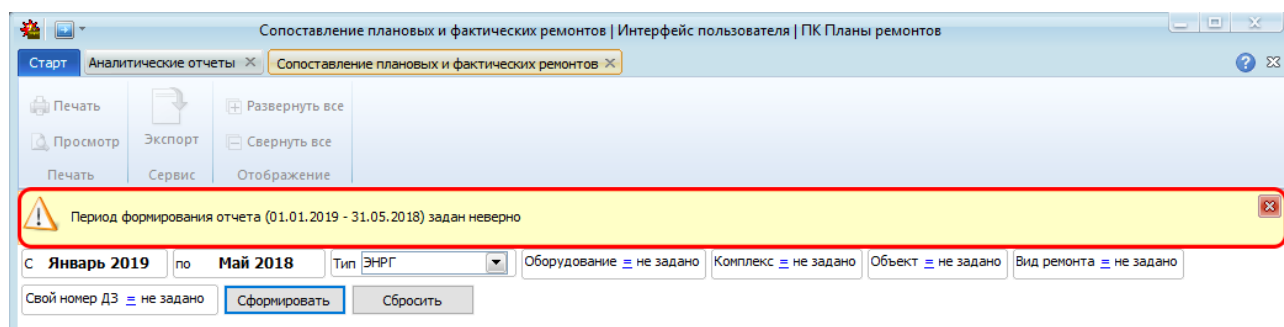 Сопоставление плановых и фактических ремонтов | Интерфейс пользователя | ПК Планы ремонтов
Старт Аналитические отчеты Сопоставление плановых и фактических ремонтов
Печать Экспорт Развернуть все
Просмотр Свернуть все
Печать Сервис Отображение
Период формирования отчета (01.01.2019 - 31.05.2018) задан неверно
С Январь 2019 по Май 2018 Тип ЭНРГ Оборудование = не задано Комплекс = не задано Объект = не задано Вид ремонта = не задано
Свой номер ДЗ = не задано Сформировать Сбросить